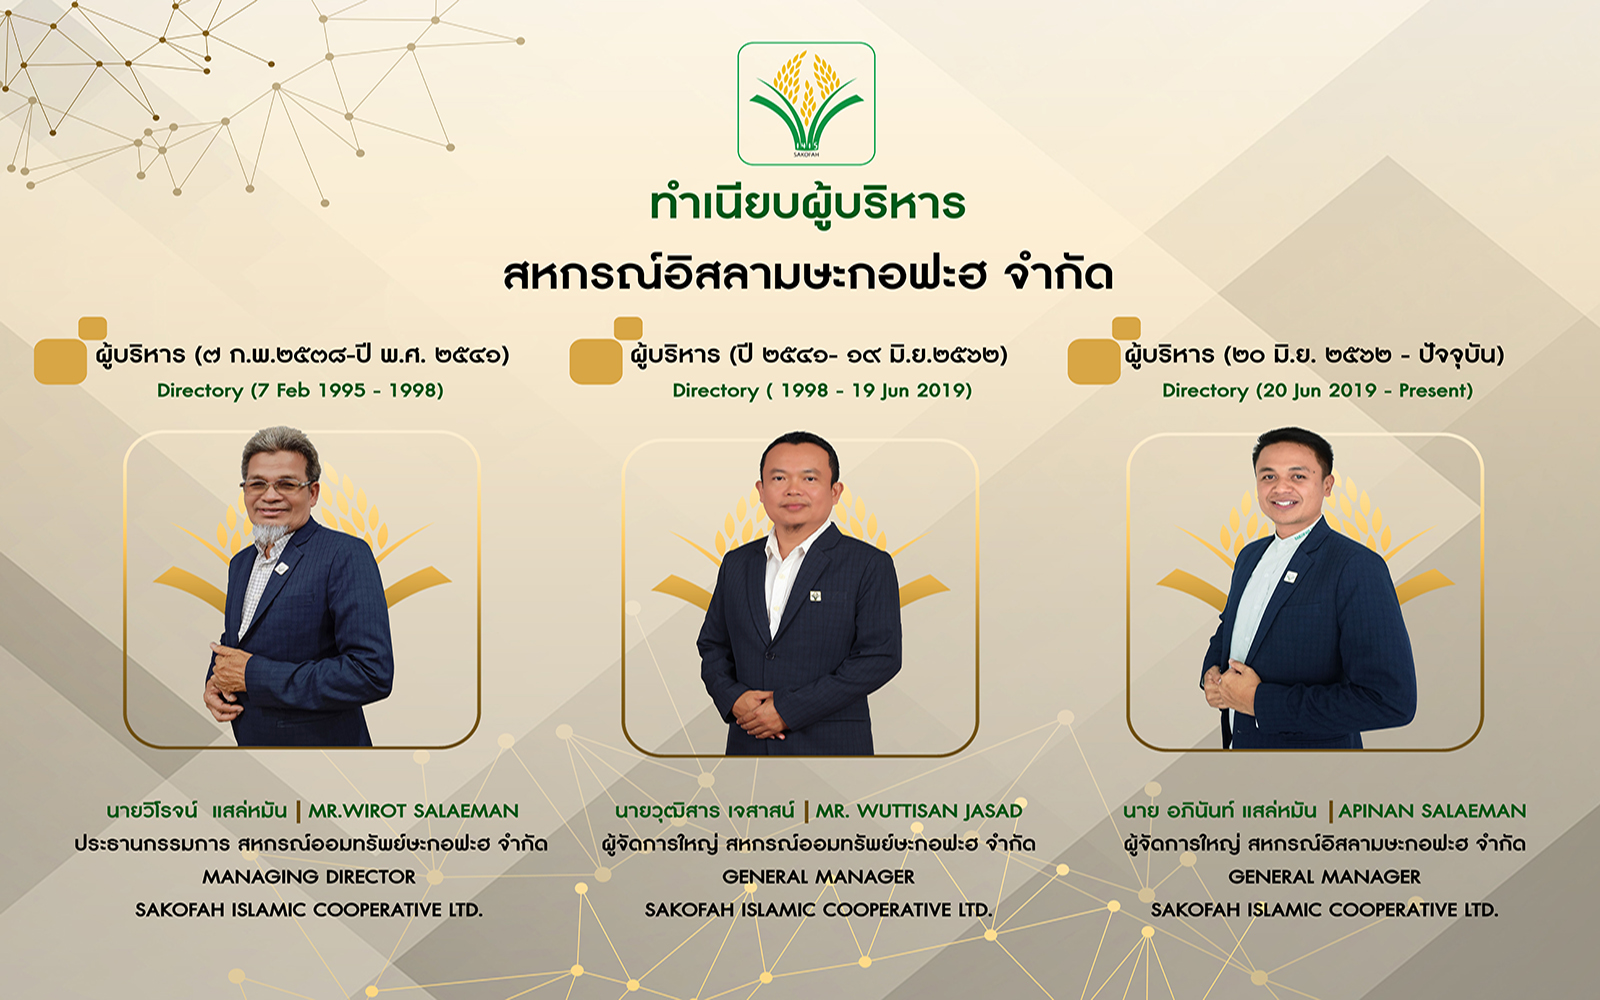 SAKOFAH
ทำเนียบผู้บริหาร
สหกรณ์อิสลามษะกอฟะฮ จำกัด
ผู้บริหาร (๗ ก.พ.๒๕๓๘-ปี พ.ศ. ๒๕๔๑)
Directory (7 Feb 1995 - 1998)
ผู้บริหาร (ปี ๒๕๔๑- ๑๙ มิ.ย.๒๕๖๒)
Directory ( 1998 - 19 Jun 2019)
ผู้บริหาร (๒๐ มิ.ย. ๒๕๖๒ - ปัจจุบัน)
Directory (20 Jun 2019 - Present)
นายวิโรจน์ แสล่หมัน | MR.WIROT SALAEMAN
ประธานกรรมการ สหกรณ์ออมทรัพย์ษะกอฟะฮ จำกัด
MANAGING DIRECTOR
SAKOFAH ISLAMIC COOPERATIVE LTD.
นายวุฒิสาร เจสาสน์ | MR. WUTTISAN JASAD
ผู้จัดการใหญ่ สหกรณ์ออมทรัพย์ษะกอฟะฮ จำกัด
GENERAL MANAGER
SAKOFAH ISLAMIC COOPERATIVE LTD.
นาย อภินันท์ แสล่หมัน | APINAN SALAEMAN
ผู้จัดการใหญ่ สหกรณ์อิสลามษะกอฟะฮ จำกัด
GENERAL MANAGER
SAKOFAH ISLAMIC COOPERATIVE LTD.